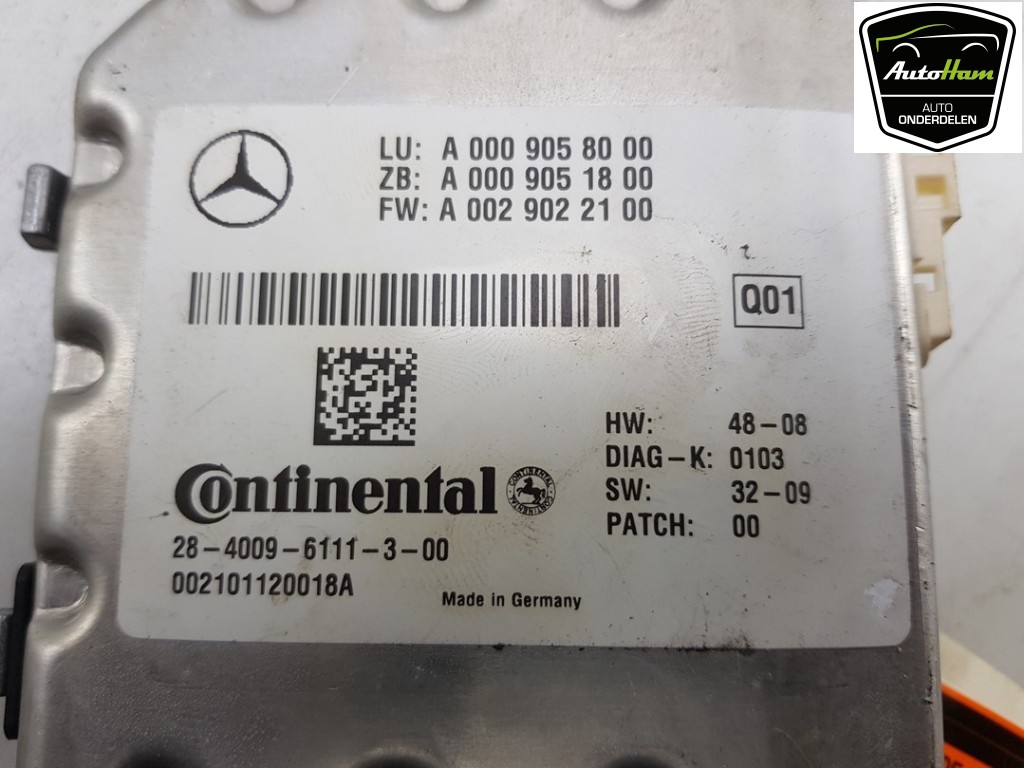 AutoHam
AUTO
ONDERDELEN
LU: A 000 905 80 00
ZB: A 000 905 18 00
FW: A 002 902 21 00
Q01
HW: 48-08
DIAG-K: 0103
SW: 32-09
PATCH: 00
Continental
28-4009-6111-3-00
002101120018A
Made in Germany